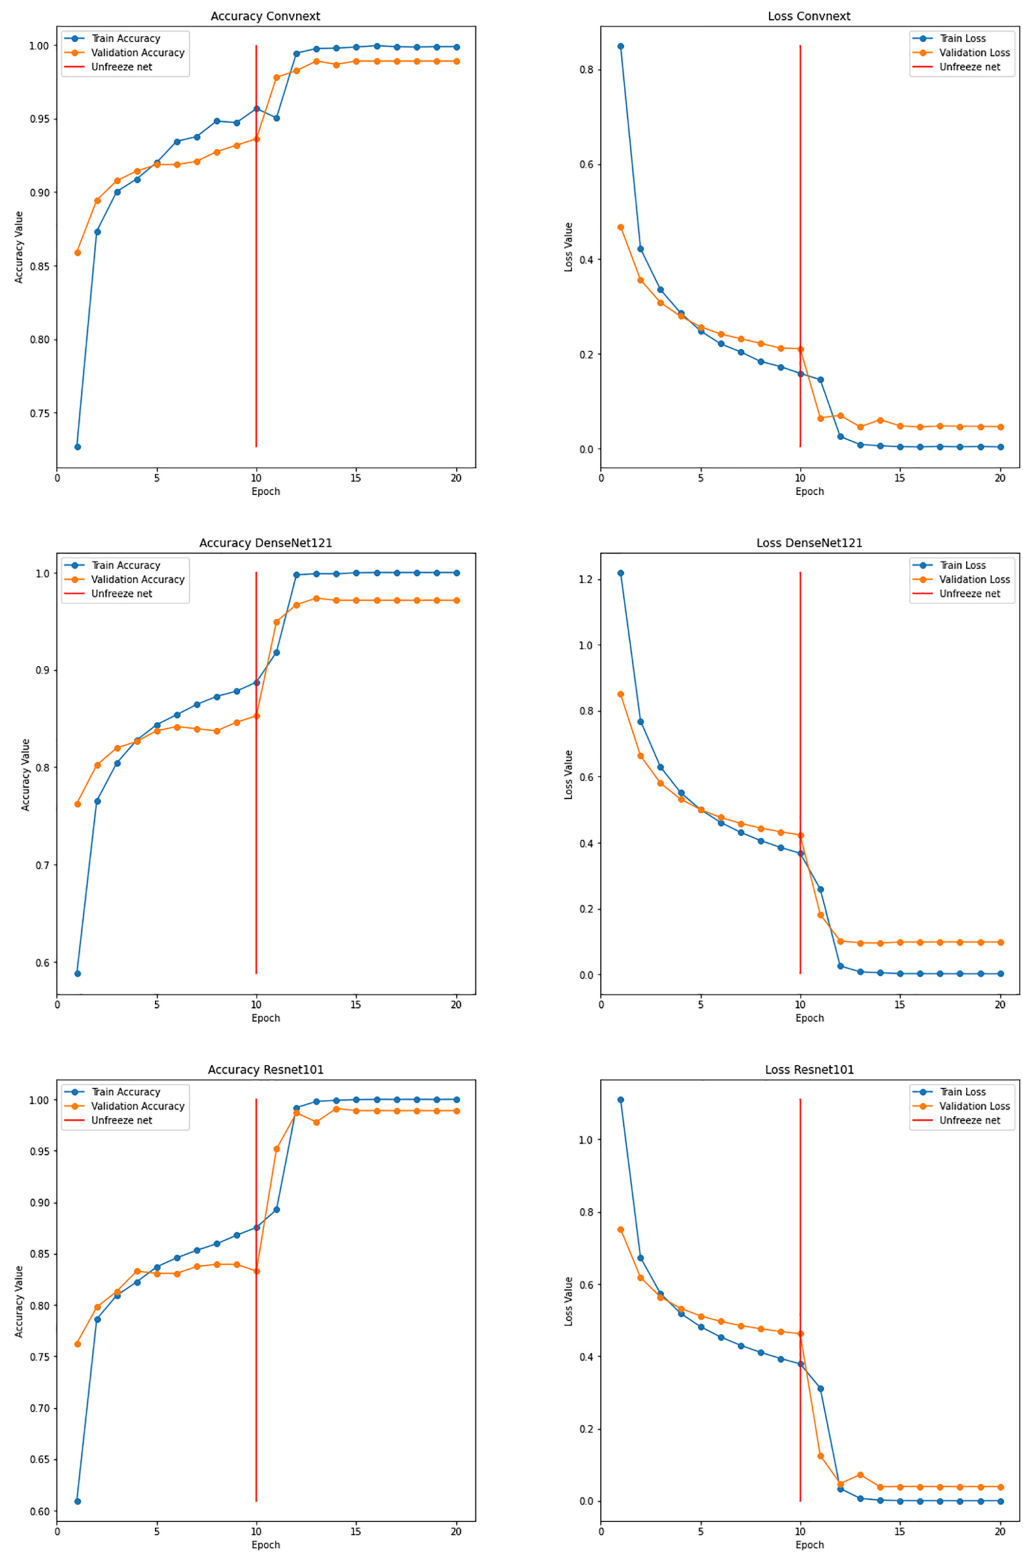 Accuracy Convnext
Train Accuracy
Validation Accuracy
Unfreeze net
1.00
0.95
0.90
0.85
0.80
0.75
Accuracy Value
0 5 10 15 20
Epoch
Loss Convnext
Train Loss
Validation Loss
Unfreeze net
0.8
0.6
0.4
0.2
0.0
Loss Value
0 5 10 15 20
Epoch
Accuracy DenseNet121
Train Accuracy
Validation Accuracy
Unfreeze net
1.0
0.9
0.8
0.7
0.6
Accuracy Value
0 5 10 15 20
Epoch
Loss DenseNet121
Train Loss
Validation Loss
Unfreeze net
1.2
1.0
0.8
0.6
0.4
0.2
0.0
Loss Value
0 5 10 15 20
Epoch
Accuracy Resnet101
Train Accuracy
Validation Accuracy
Unfreeze net
1.00
0.95
0.90
0.85
0.80
0.75
0.70
0.65
0.60
Accuracy Value
0 5 10 15 20
Epoch
Loss Resnet101
Train Loss
Validation Loss
Unfreeze net
1.0
0.8
0.6
0.4
0.2
0.0
Loss Value
0 5 10 15 20
Epoch